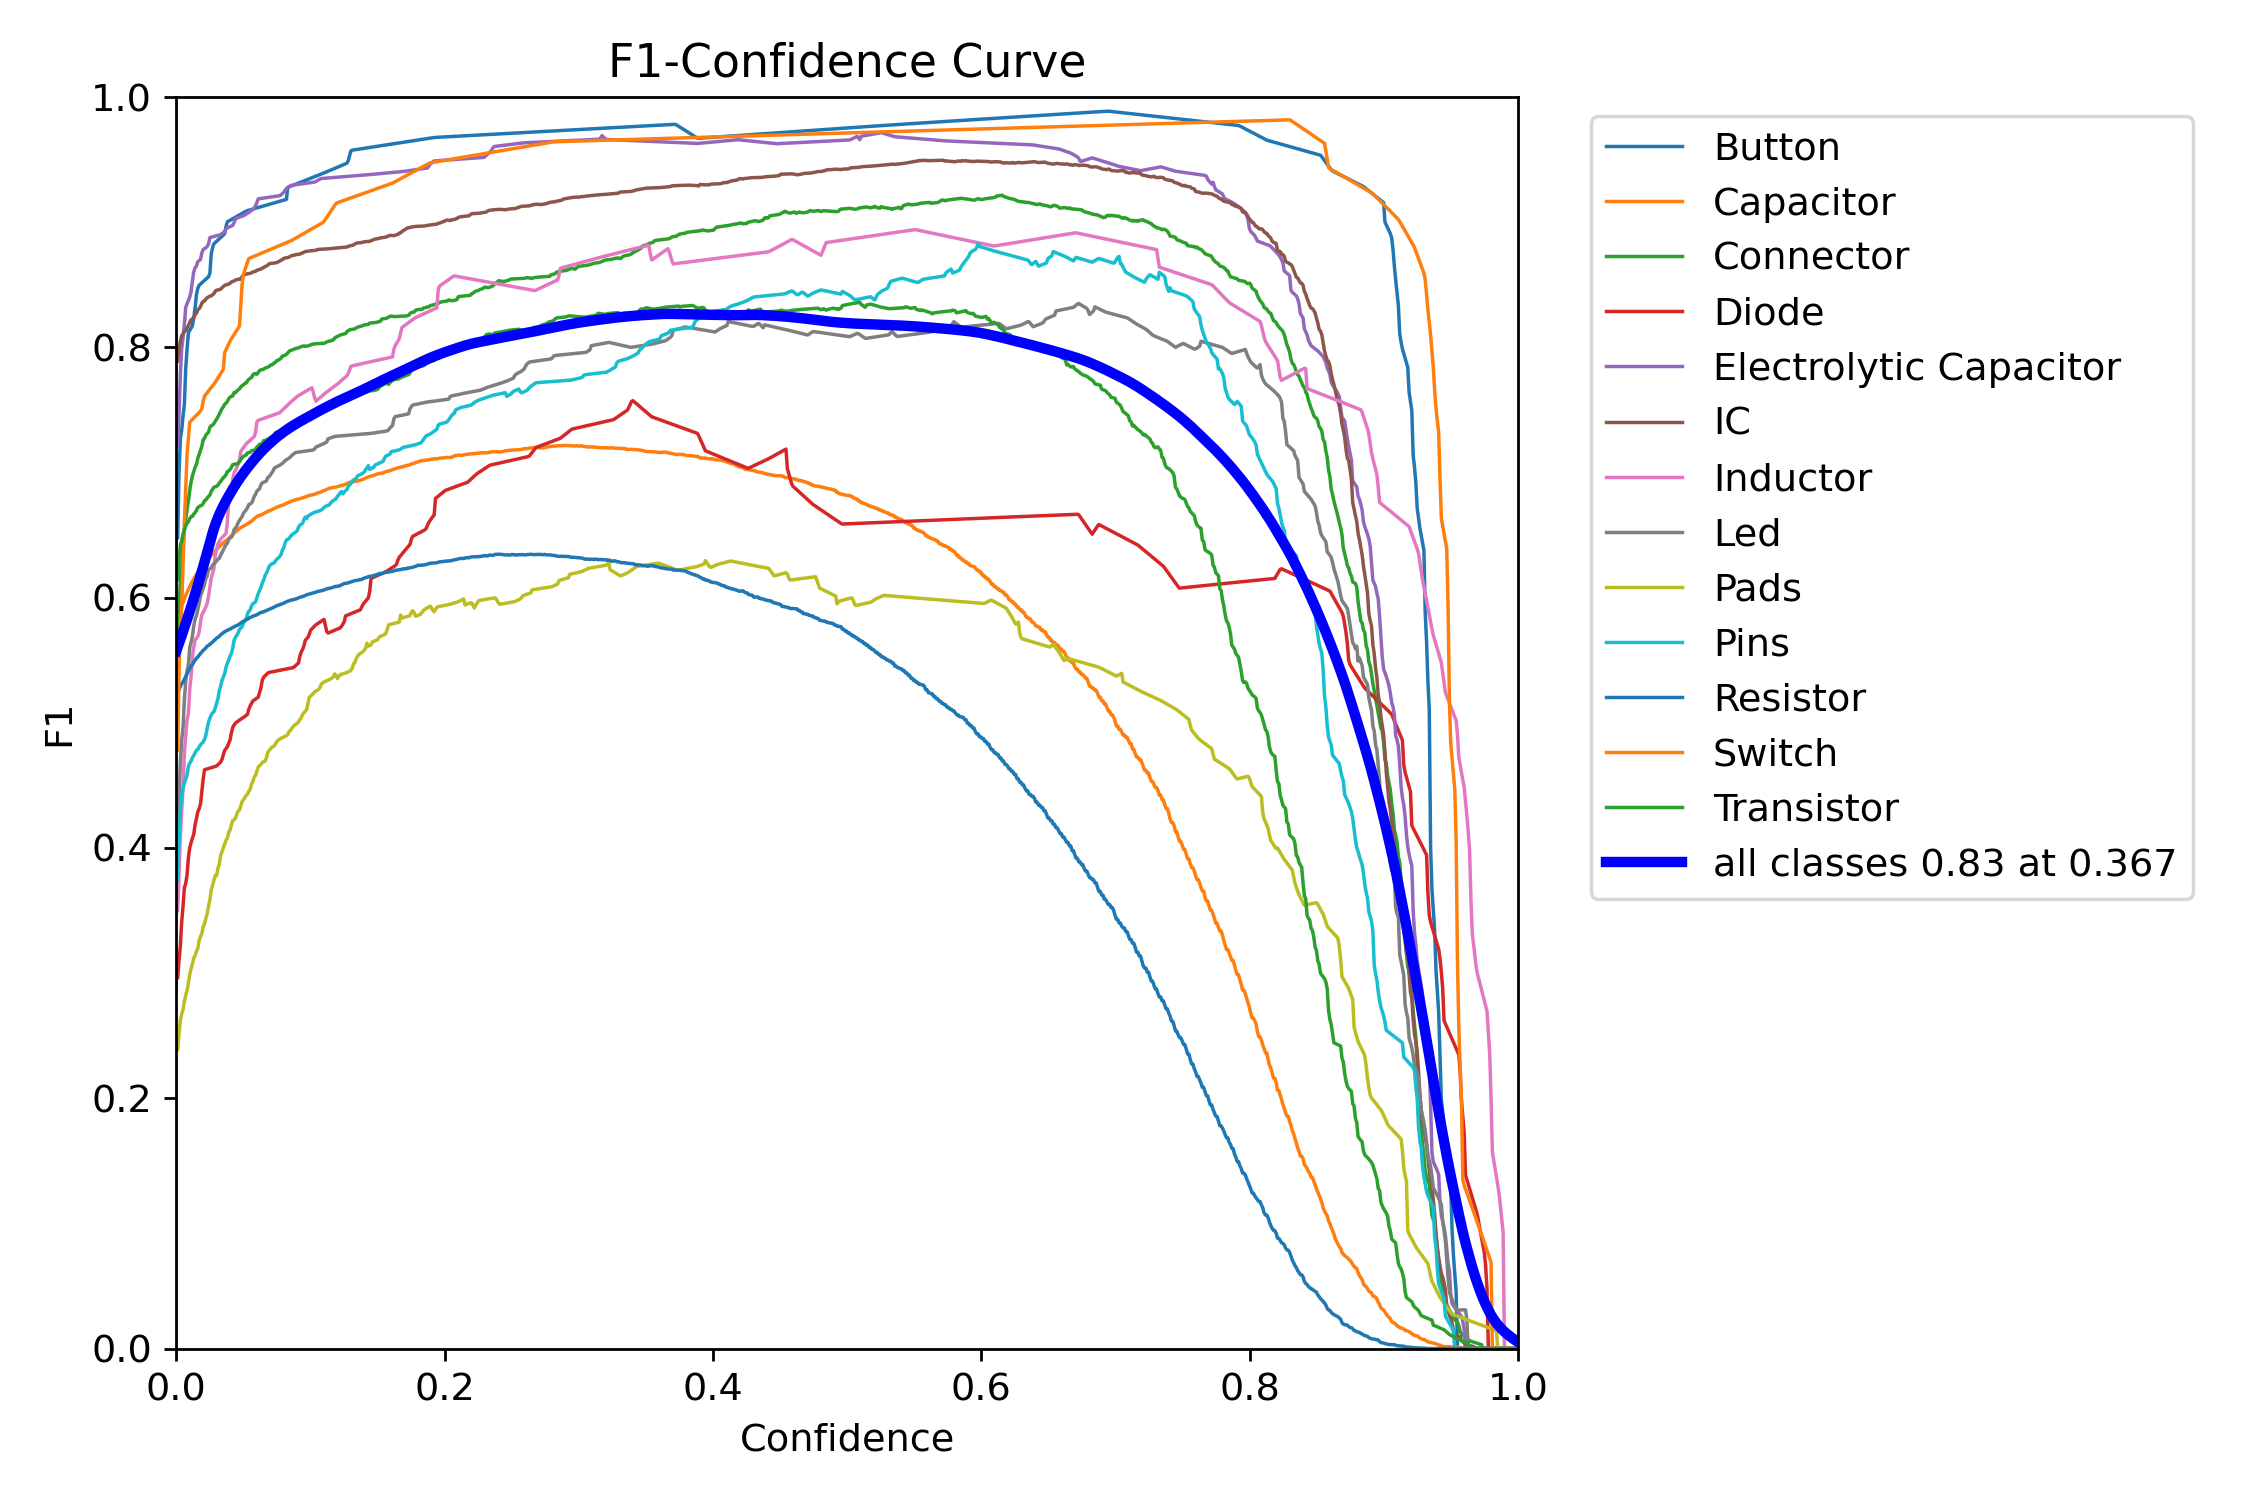 F1-Confidence Curve
1.0
0.8
0.6
0.4
0.2
0.0
F1
0.0 0.2 0.4 0.6 0.8 1.0
Confidence
Button
Capacitor
Connector
Diode
Electrolytic Capacitor
IC
Inductor
Led
Pads
Pins
Resistor
Switch
Transistor
all classes 0.83 at 0.367